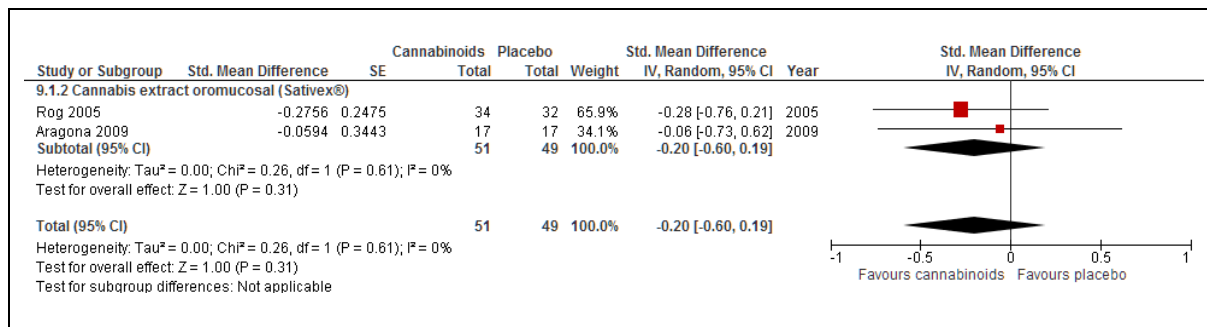 Cannabinoids Placebo Std. Mean Difference Std. Mean Difference
Study or Subgroup Std. Mean Difference SE Total Total Weight IV, Random, 95% CI Year IV, Random, 95% CI
9.1.2 Cannabis extract oromucosal (Sativex®)
Rog 2005 -0.2756 0.2475 34 32 65.9% -0.28 [-0.76, 0.21] 2005
Aragona 2009 -0.0594 0.3443 17 17 34.1% -0.06 [-0.73, 0.62] 2009
Subtotal (95% CI) 51 49 100.0% -0.20 [-0.60, 0.19]
Heterogeneity: Tau² = 0.00; Chi² = 0.26, df = 1 (P = 0.61); I² = 0%
Test for overall effect: Z = 1.00 (P = 0.31)
Total (95% CI) 51 49 100.0% -0.20 [-0.60, 0.19]
Heterogeneity: Tau² = 0.00; Chi² = 0.26, df = 1 (P = 0.61); I² = 0%
Test for overall effect: Z = 1.00 (P = 0.31)
Test for subgroup differences: Not applicable
-1 -0.5 0 0.5 1
Favours cannabinoids Favours placebo